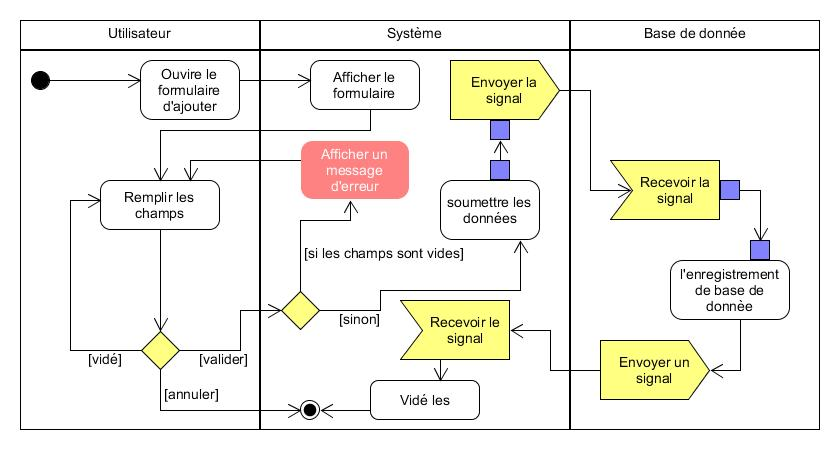 Utilisateur
Système
Base de donnée
Ouvire le
formulaire
d'ajouter
Afficher le
formulaire
Envoyer la
signal
Afficher un
message
d'erreur
Remplir les
champs
soumettre les
données
Recevoir la
signal
[si les champs sont vides]
l'enregistrement
de base de
donnèe
[sinon]
Recevoir le
signal
[vidé]
[valider]
Envoyer un
signal
[annuler]
Vidé les